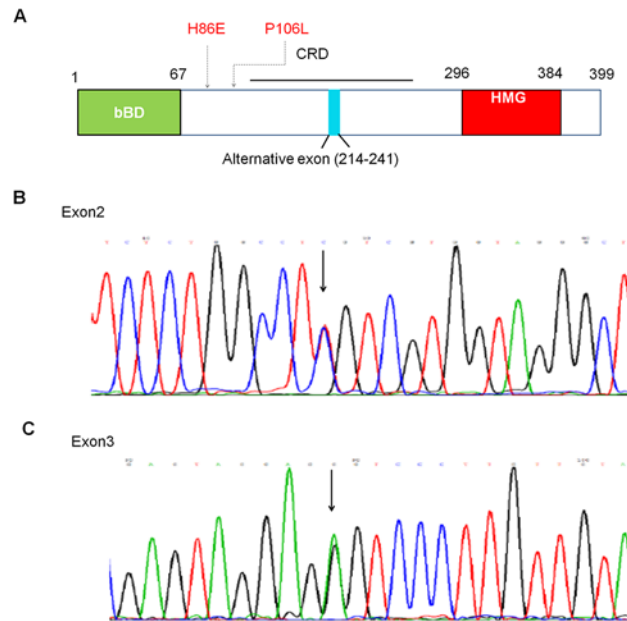 A
H86E P106L
CRD
1 67 296 384 399
bBD HMG
Alternative exon (214-241)
B
Exon2
C
Exon3